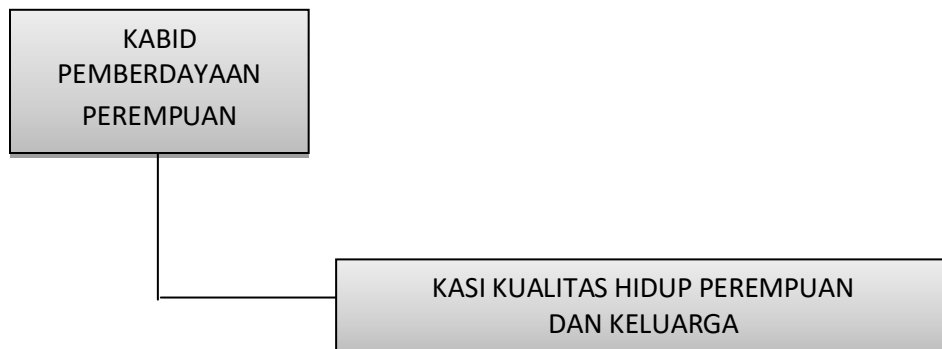 KABID
PEMBERDAYAAN
PEREMPUAN
KASI KUALITAS HIDUP PEREMPUAN
DAN KELUARGA